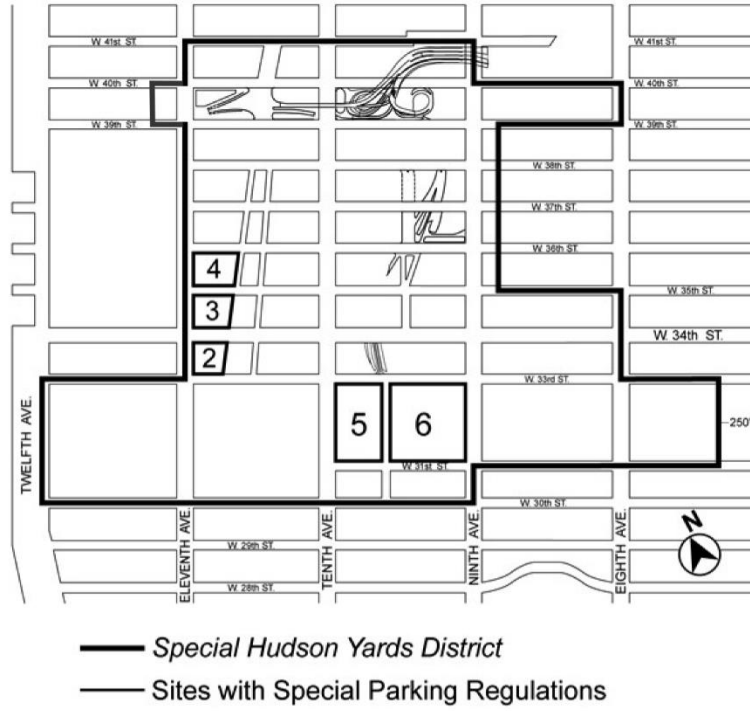 W. 41st ST. W. 41st ST.
W. 40th ST. W. 40th ST.
W. 39th ST. W. 39th ST.
W. 38th ST.
W. 37th ST.
W. 36th ST.
4
W. 35th ST.
3
W. 34th ST.
2
W. 33rd ST.
TWELFTH AVE.
5 6
250'
W. 31st ST.
W. 30th ST.
ELEVENTH AVE.
TENTH AVE.
NINTH AVE.
EIGHTH AVE.
N
W. 29th ST.
W. 28th ST.
Special Hudson Yards District
Sites with Special Parking Regulations